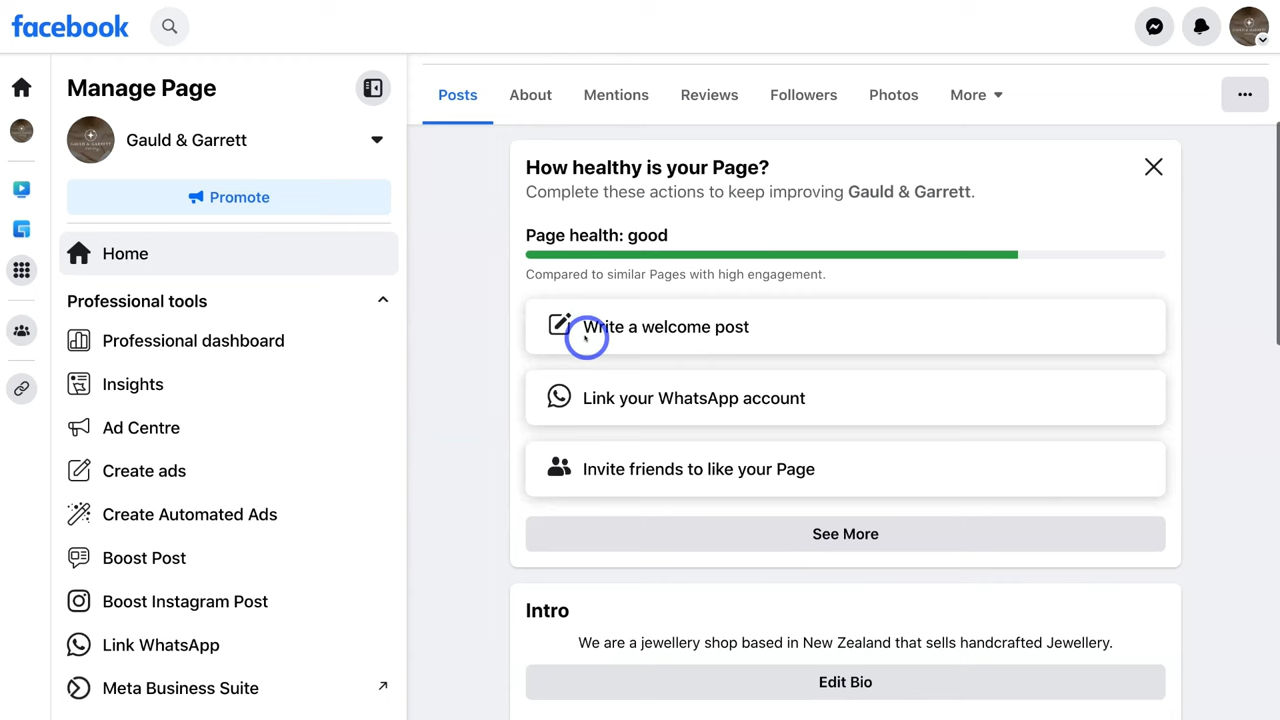 facebook
Manage Page
Gauld & Garrett
Promote
Home
Professional tools
Professional dashboard
Insights
Ad Centre
Create ads
Create Automated Ads
Boost Post
Boost Instagram Post
Link WhatsApp
Meta Business Suite
Posts
About
Mentions
Reviews
Followers
Photos
More
How healthy is your Page?
Complete these actions to keep improving Gauld & Garrett.
Page health: good
Compared to similar Pages with high engagement.
Write a welcome post
Link your WhatsApp account
Invite friends to like your Page
See More
Intro
We are a jewellery shop based in New Zealand that sells handcrafted Jewellery.
Edit Bio